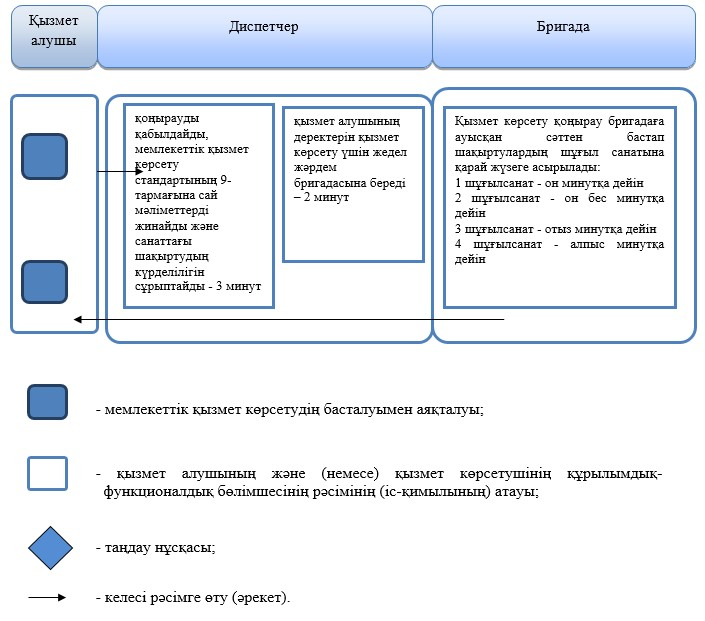 Қызмет
алушы
Диспетчер
Бригада
қоңырауды
қабылдайды,
мемлекеттік қызмет
көрсету
стандартының 9-
тармағына сай
мәліметтерді
жинайды және
санаттағы
шақыртудың
күрделілігін
сұрыптайды - 3 минут
қызмет алушының
деректерін қызмет
көрсету үшін жедел
жәрдем
бригадасына береді
– 2 минут
Қызмет көрсету қоңырау бригадаға
ауысқан сәттен бастап
шақыртулардың шұғыл санатына
қарай жүзеге асырылады:
1 шұғылсанат - он минутқа дейін
2 шұғылсанат - он бес минутқа
дейін
3 шұғылсанат - отыз минутқа дейін
4 шұғылсанат - алпыс минутқа
дейін
- мемлекеттік қызмет көрсетудің басталуымен аяқталуы;
- қызмет алушының және (немесе) қызмет көрсетушінің құрылымдық-
функционалдық бөлімшесінің рәсімінің (іс-қимылының) атауы;
- таңдау нұсқасы;
- келесі рәсімге өту (әрекет).